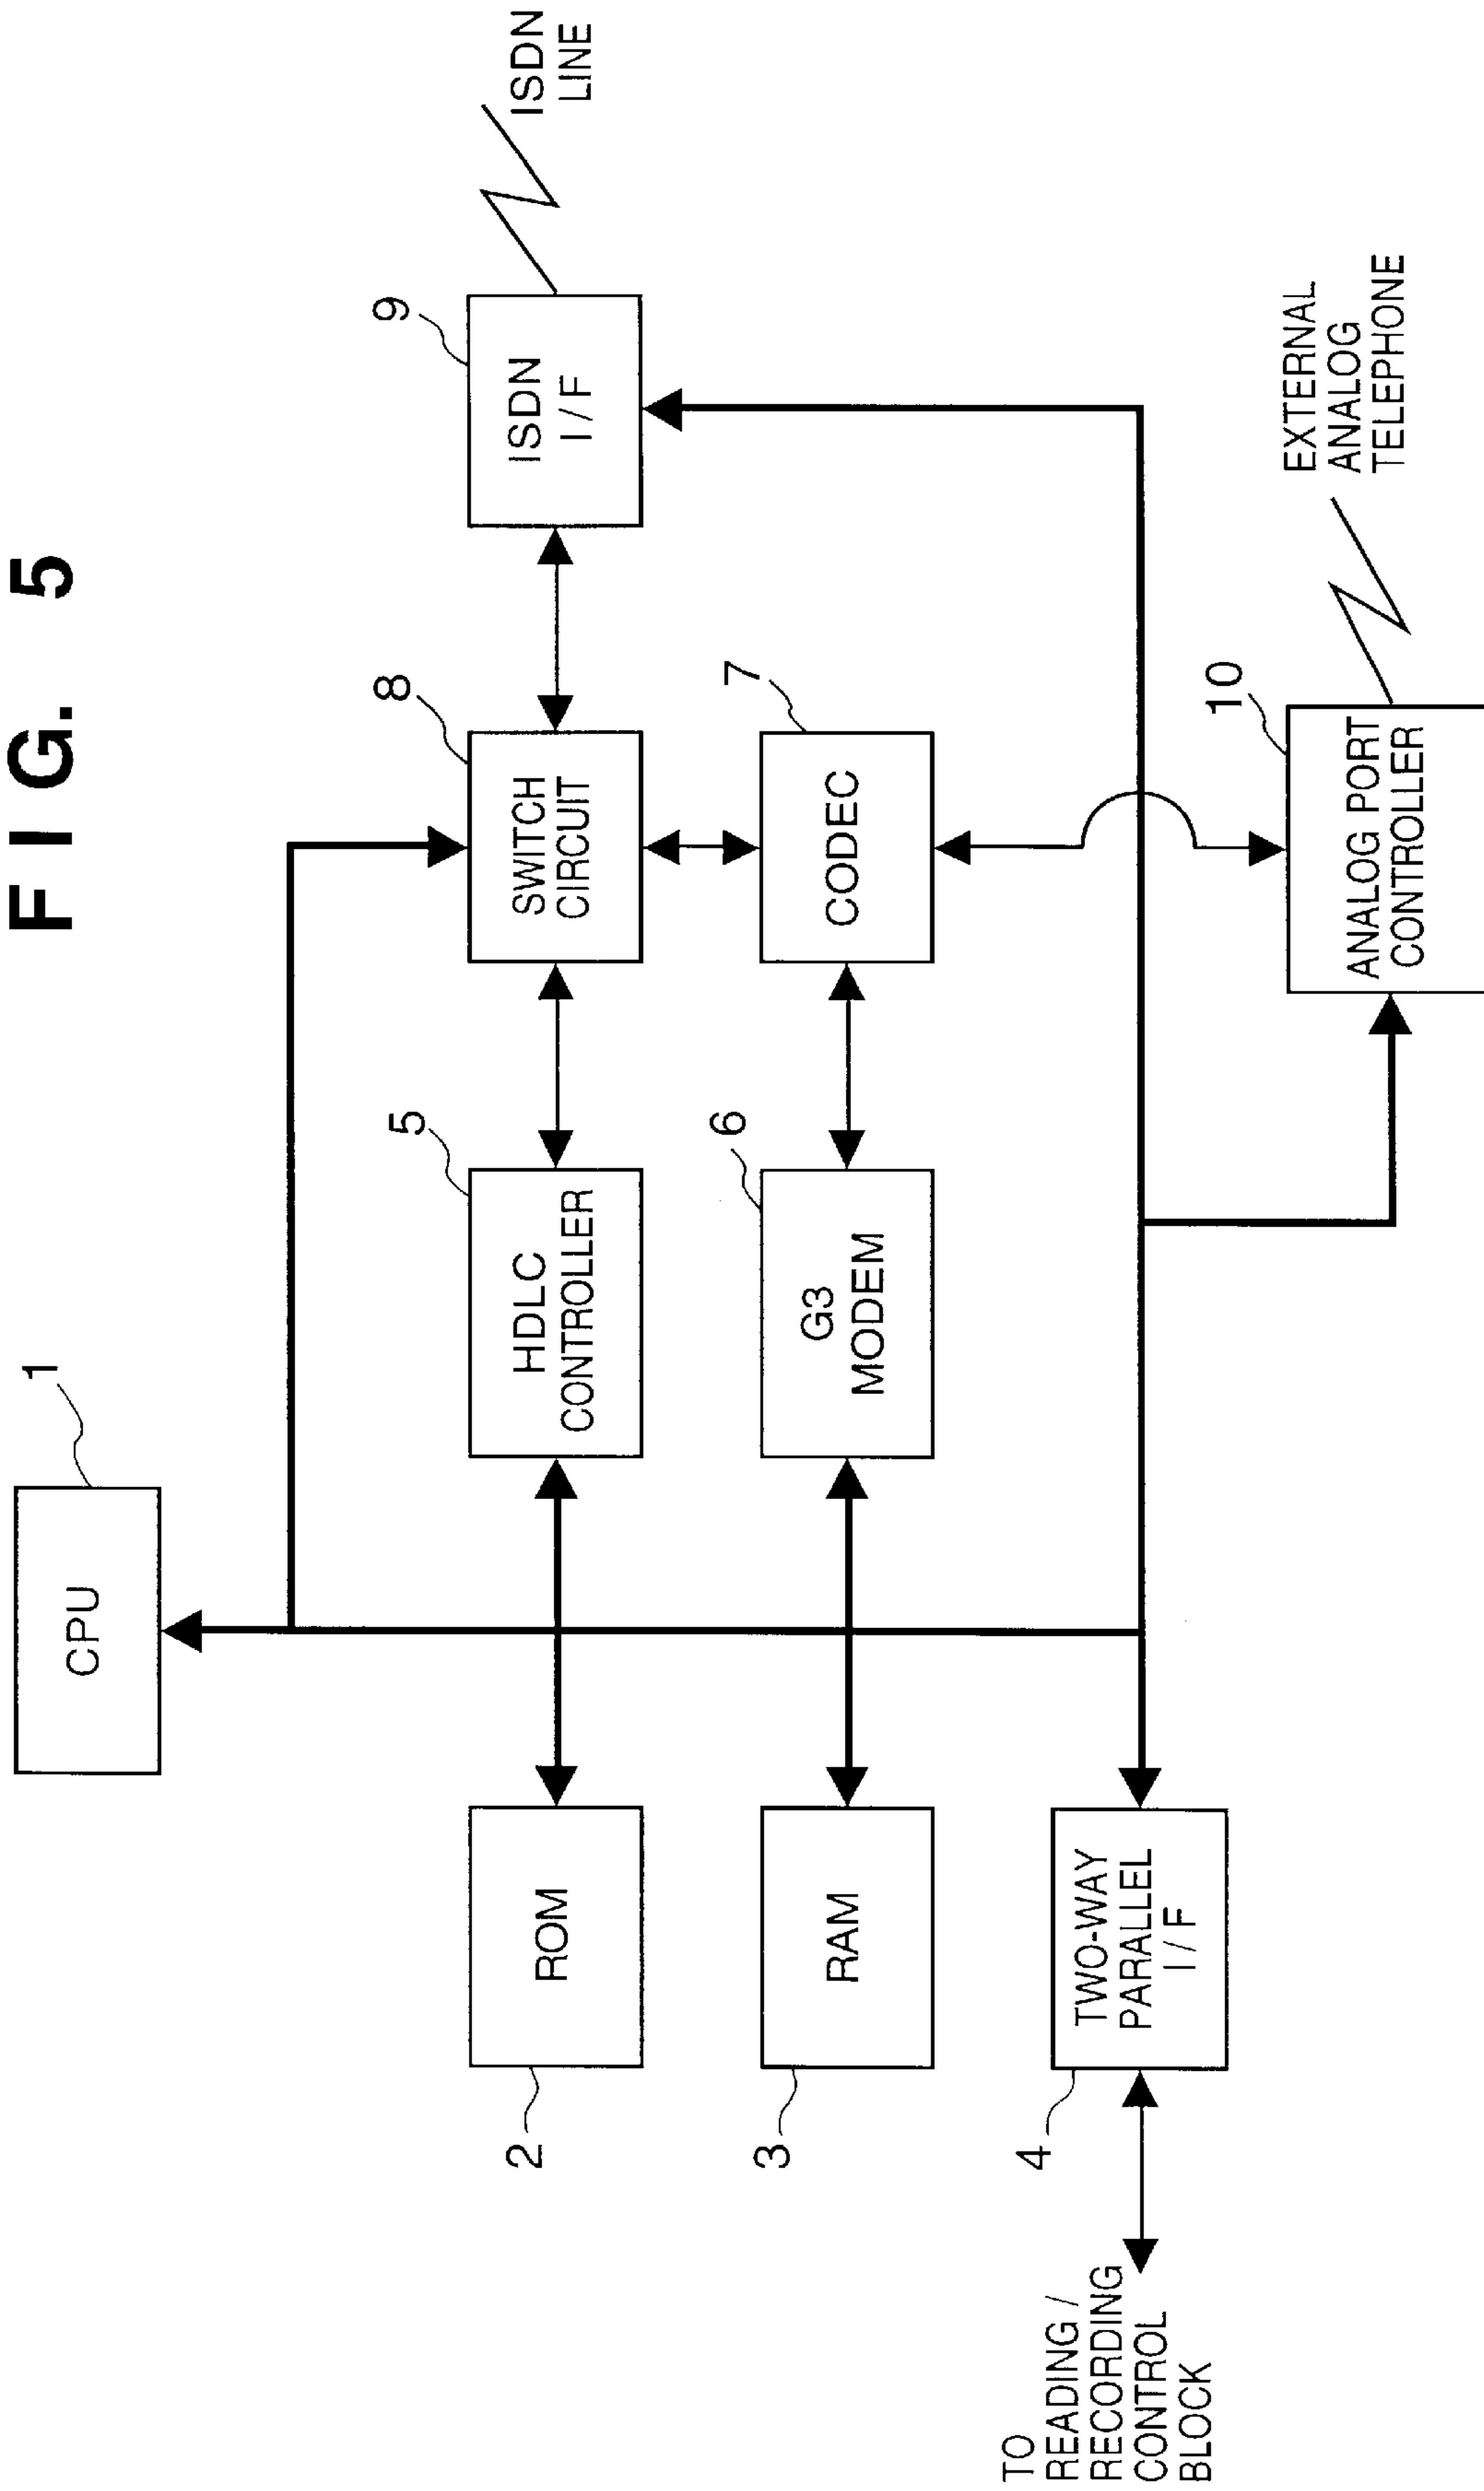 FIG. 5
1
CPU
2
ROM
5
HDLC
CONTROLLER
8
SWITCH
CIRCUIT
9
ISDN
I/F
ISDN
LINE
3
RAM
6
G3
MODEM
7
CODEC
4
TWO-WAY
PARALLEL
I/F
TO
READING/
RECORDING
CONTROL
BLOCK
10
ANALOG PORT
CONTROLLER
EXTERNAL
ANALOG
TELEPHONE